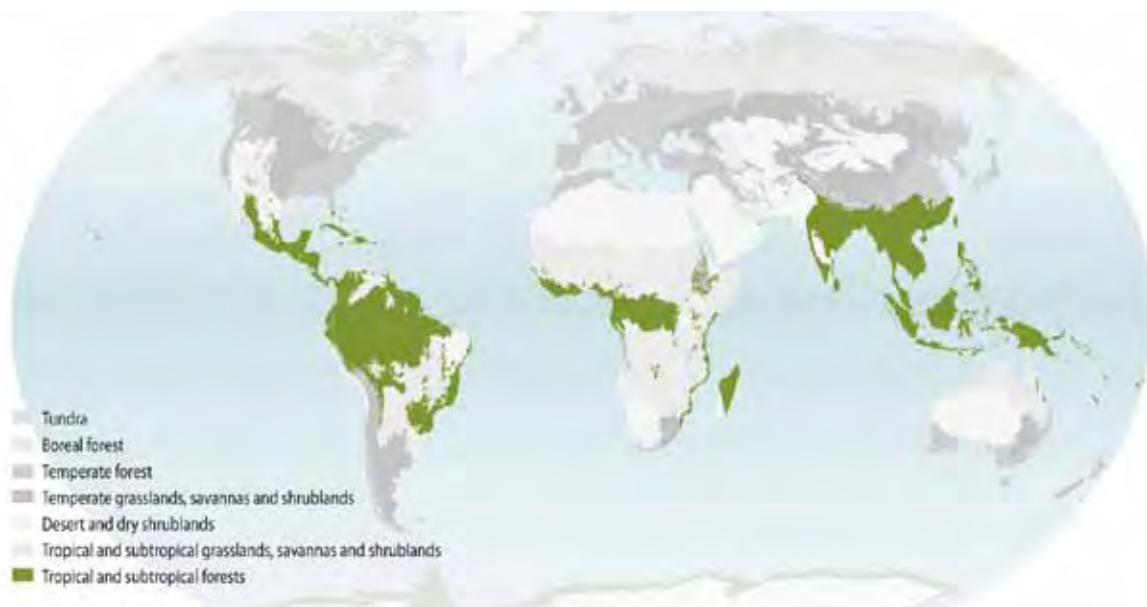 Tundra
Boreal forest
Temperate forest
Temperate grasslands, savannas and shrublands
Desert and dry shrublands
Tropical and subtropical grasslands, savannas and shrublands
Tropical and subtropical forests